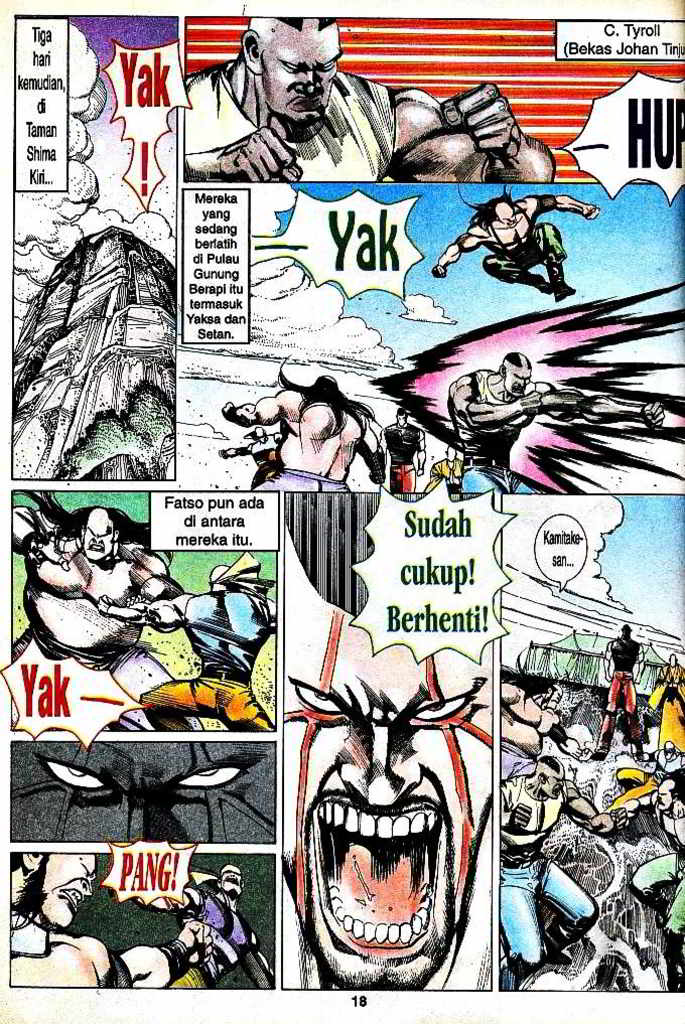 Tiga
hari
kemudian,
di
Taman
Shima
Kiri...
Yak
!
C. Tyroll
(Bekas Johan Tinju
HUP
Mereka
yang
sedang
berlatih
di Pulau
Gunung
Berapi itu
termasuk
Yaksa dan
Setan.
Yak
Fatso pun ada
di antara
mereka itu.
Yak
PANG!
Sudah
cukup!
Berhenti!
Kamitake-
san...
18